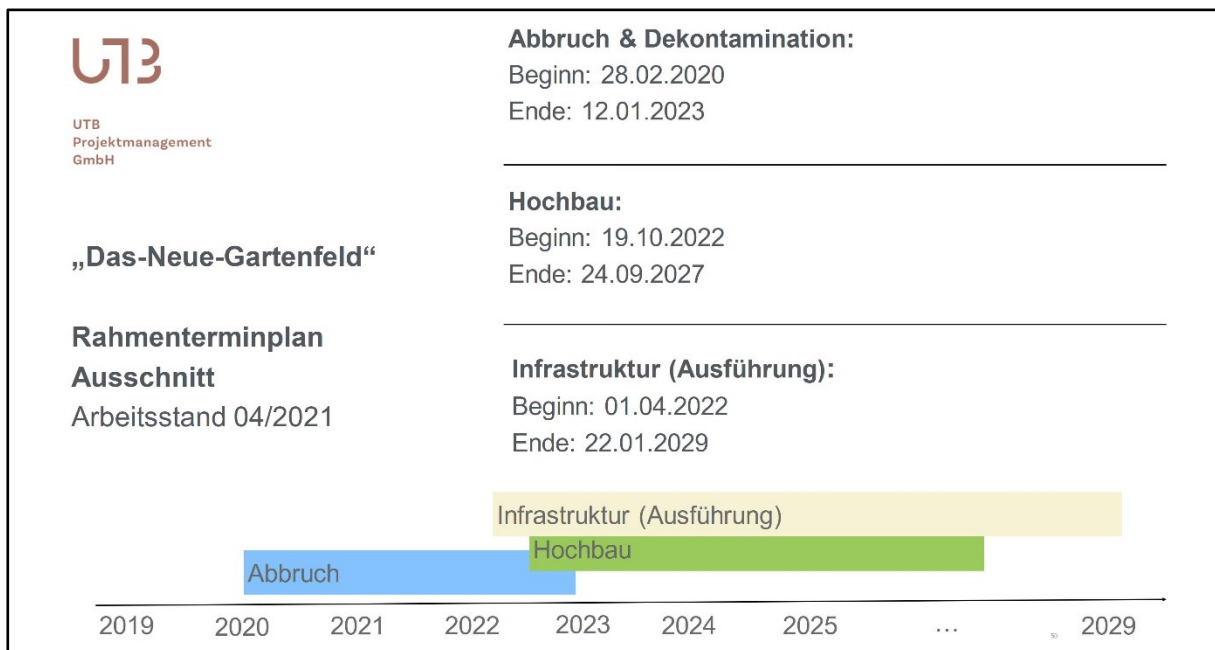 UTB
UTB
Projektmanagement
GmbH
„Das-Neue-Gartenfeld“
Rahmenterminplan
Ausschnitt
Arbeitsstand 04/2021
Abbruch & Dekontamination:
Beginn: 28.02.2020
Ende: 12.01.2023
Hochbau:
Beginn: 19.10.2022
Ende: 24.09.2027
Infrastruktur (Ausführung):
Beginn: 01.04.2022
Ende: 22.01.2029
Infrastruktur (Ausführung)
Hochbau
Abbruch
2019 2020 2021 2022 2023 2024 2025 ... 50 2029